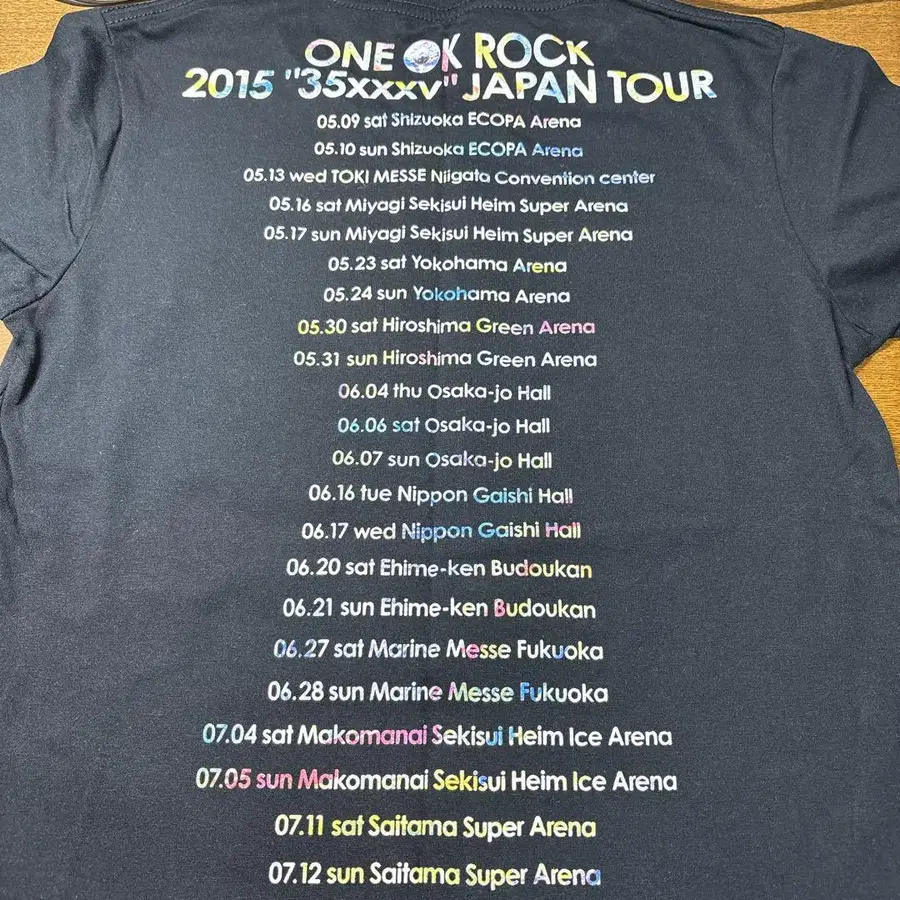 ONE OK ROCK
2015 "35xxxv" JAPAN TOUR
05.09 sat Shizuoka ECOPA Arena
05.10 sun Shizuoka ECOPA Arena
05.13 wed TOKI MESSE Niigata Convention center
05.16 sat Miyagi Sekisui Heim Super Arena
05.17 sun Miyagi Sekisui Heim Super Arena
05.23 sat Yokohama Arena
05.24 sun Yokohama Arena
05.30 sat Hiroshima Green Arena
05.31 sun Hiroshima Green Arena
06.04 thu Osaka-jo Hall
06.06 sat Osaka-jo Hall
06.07 sun Osaka-jo Hall
06.16 tue Nippon Gaishi Hall
06.17 wed Nippon Gaishi Hall
06.20 sat Ehime-ken Budoukan
06.21 sun Ehime-ken Budoukan
06.27 sat Marine Messe Fukuoka
06.28 sun Marine Messe Fukuoka
07.04 sat Makomanai Sekisui Heim Ice Arena
07.05 sun Makomanai Sekisui Heim Ice Arena
07.11 sat Saitama Super Arena
07.12 sun Saitama Super Arena